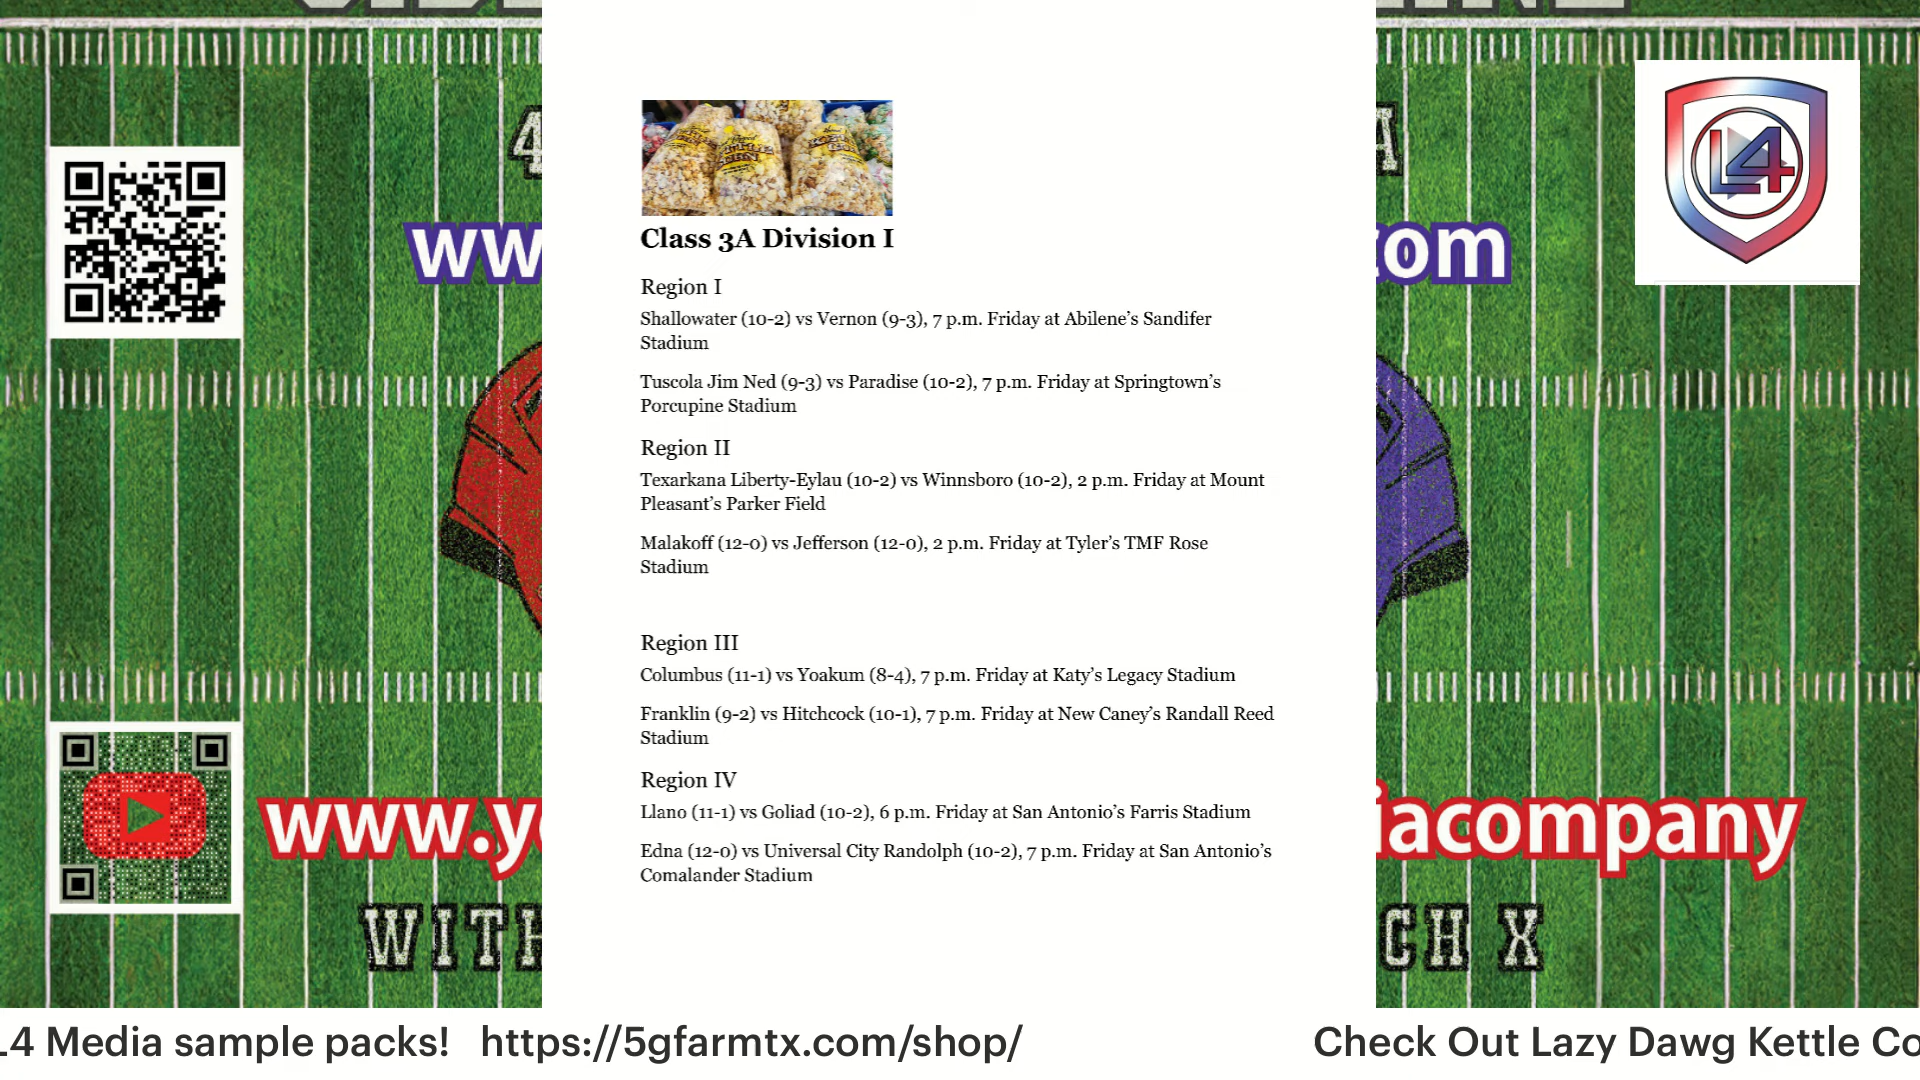 4
A
ww
om
L4
Class 3A Division I
Region I
Shallowater (10-2) vs Vernon (9-3), 7 p.m. Friday at Abilene’s Sandifer
Stadium
Tuscola Jim Ned (9-3) vs Paradise (10-2), 7 p.m. Friday at Springtown’s
Porcupine Stadium
Region II
Texarkana Liberty-Eylau (10-2) vs Winnsboro (10-2), 2 p.m. Friday at Mount
Pleasant’s Parker Field
Malakoff (12-0) vs Jefferson (12-0), 2 p.m. Friday at Tyler’s TMF Rose
Stadium
Region III
Columbus (11-1) vs Yoakum (8-4), 7 p.m. Friday at Katy’s Legacy Stadium
Franklin (9-2) vs Hitchcock (10-1), 7 p.m. Friday at New Caney’s Randall Reed
Stadium
Region IV
Llano (11-1) vs Goliad (10-2), 6 p.m. Friday at San Antonio’s Farris Stadium
Edna (12-0) vs Universal City Randolph (10-2), 7 p.m. Friday at San Antonio’s
Comalander Stadium
www.y
iacompany
WITH
CH X
L4 Media sample packs! https://5gfarmtx.com/shop/ Check Out Lazy Dawg Kettle Co